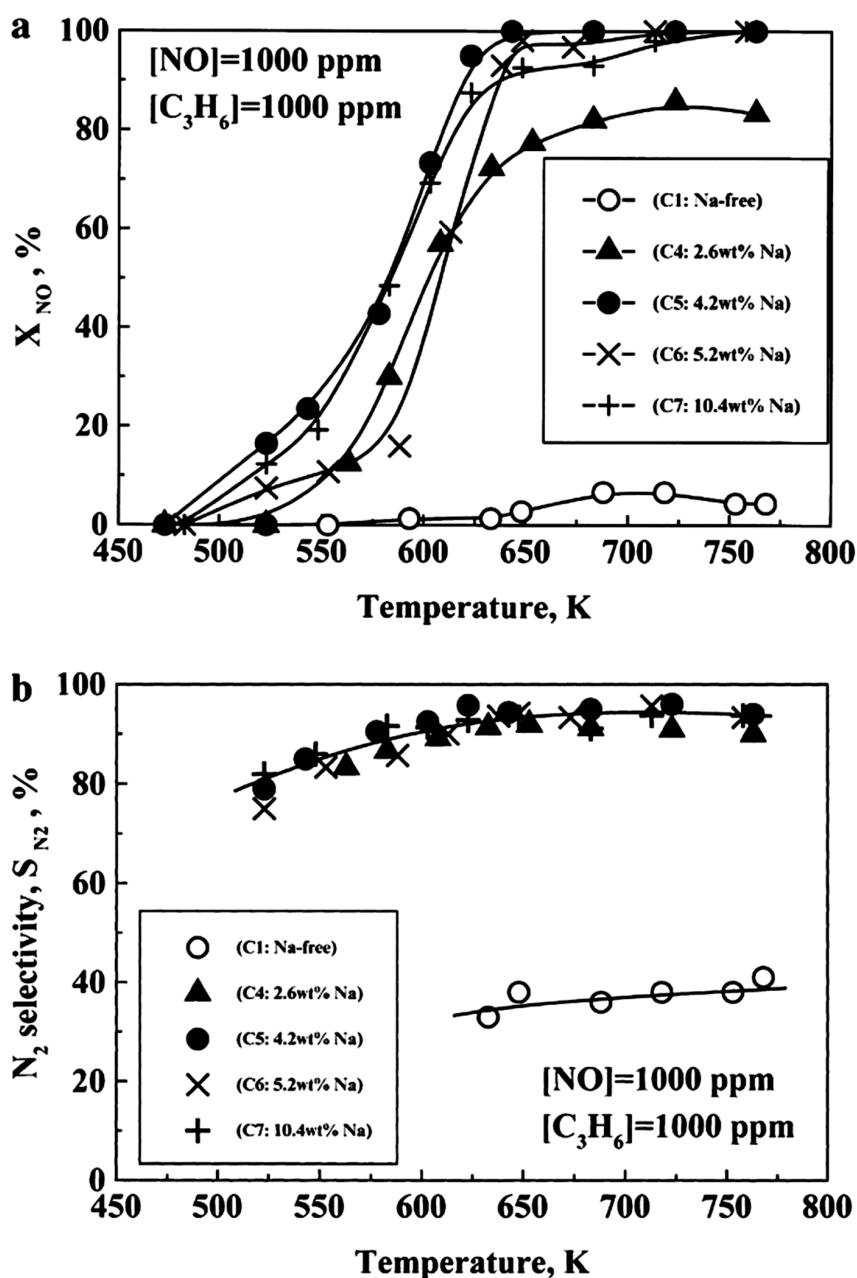 a
100
[NO]=1000 ppm
[C₃H₆]=1000 ppm
80
60
40
20
0
X_NO, %
(C1: Na-free)
(C4: 2.6wt% Na)
(C5: 4.2wt% Na)
(C6: 5.2wt% Na)
(C7: 10.4wt% Na)
450 500 550 600 650 700 750 800
Temperature, K
b
100
80
60
40
20
0
N₂ selectivity, S_N2, %
(C1: Na-free)
(C4: 2.6wt% Na)
(C5: 4.2wt% Na)
(C6: 5.2wt% Na)
(C7: 10.4wt% Na)
[NO]=1000 ppm
[C₃H₆]=1000 ppm
450 500 550 600 650 700 750 800
Temperature, K